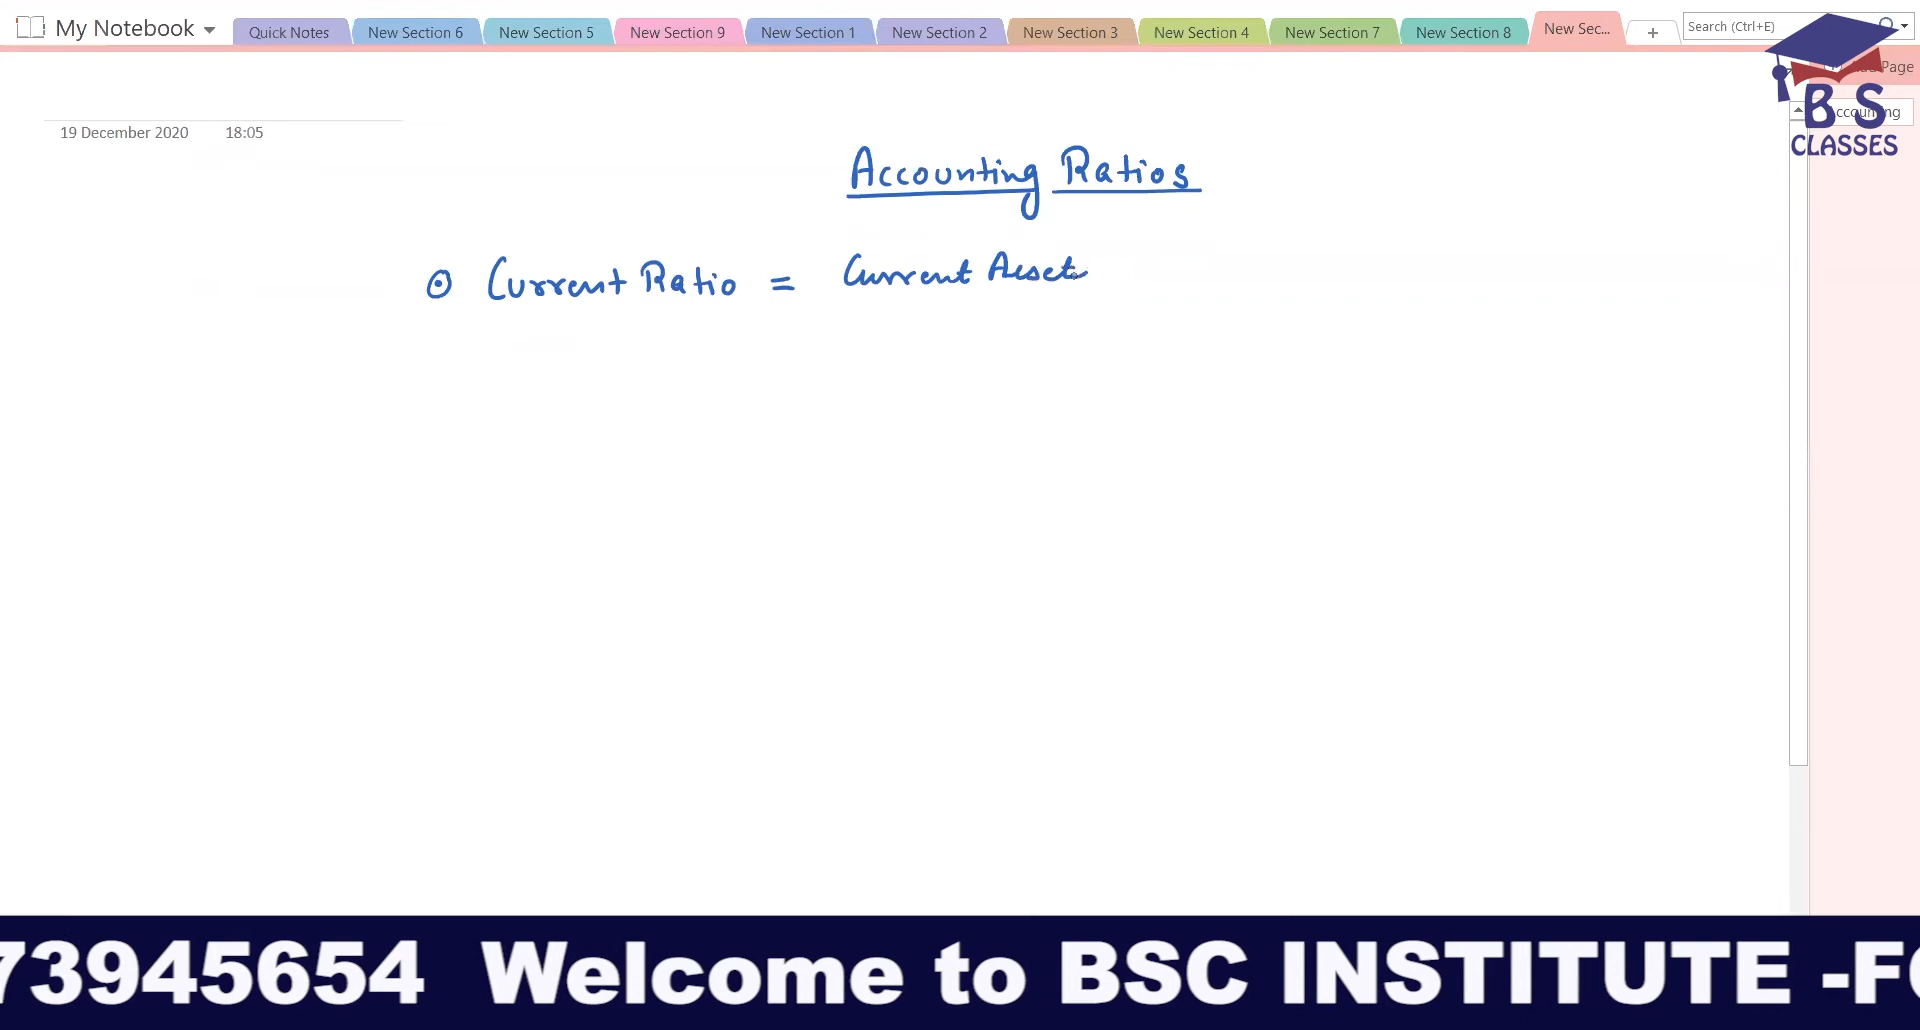 My Notebook Quick Notes New Section 6 New Section 5 New Section 9 New Section 1 New Section 2 New Section 3 New Section 4 New Section 7 New Section 8 New Sec... + Search (Ctrl+E)
Page
B S
CLASSES
19 December 2020 18:05
Accounting Ratios
Current Ratio = Current Asset
73945654 Welcome to BSC INSTITUTE -F